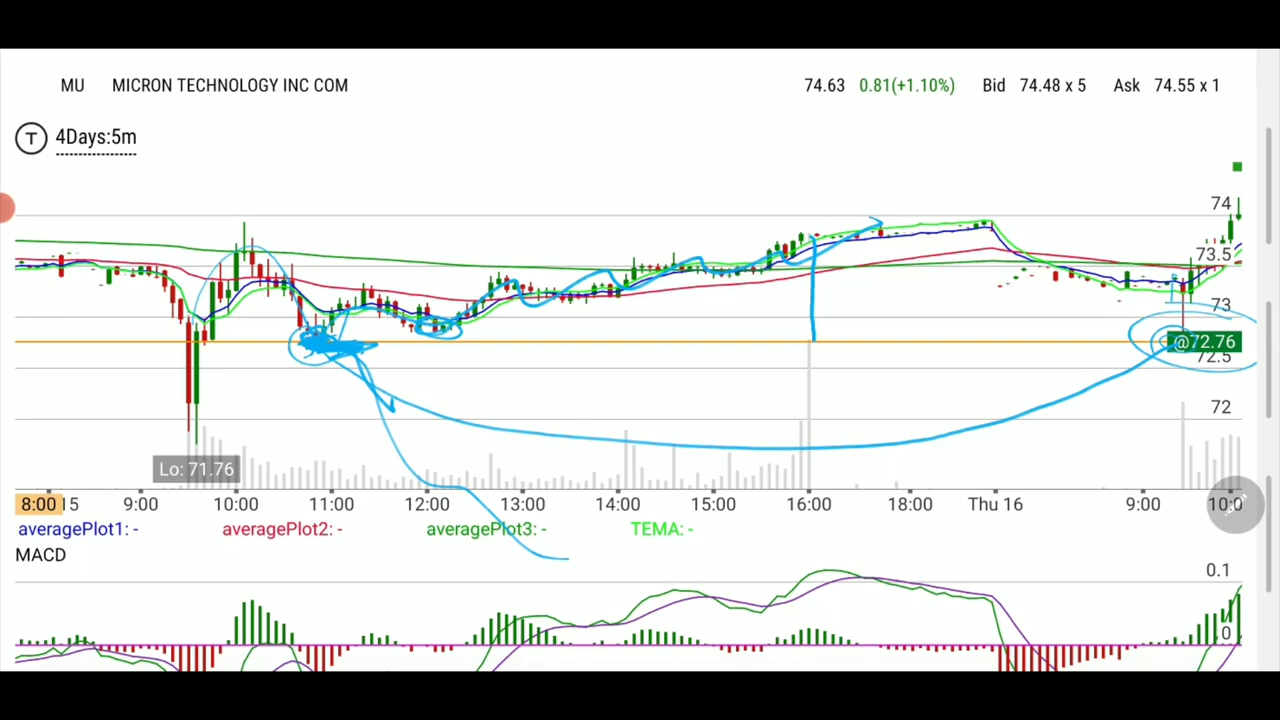 MU MICRON TECHNOLOGY INC COM 74.63 0.81(+1.10%) Bid 74.48 x 5 Ask 74.55 x 1
T 4Days:5m
74
73.5
73
@72.76
72.5
72
Lo: 71.76
8:00 15 9:00 10:00 11:00 12:00 13:00 14:00 15:00 16:00 18:00 Thu 16 9:00 10:0
averagePlot1: - averagePlot2: - averagePlot3: - TEMA: -
MACD
0.1
0